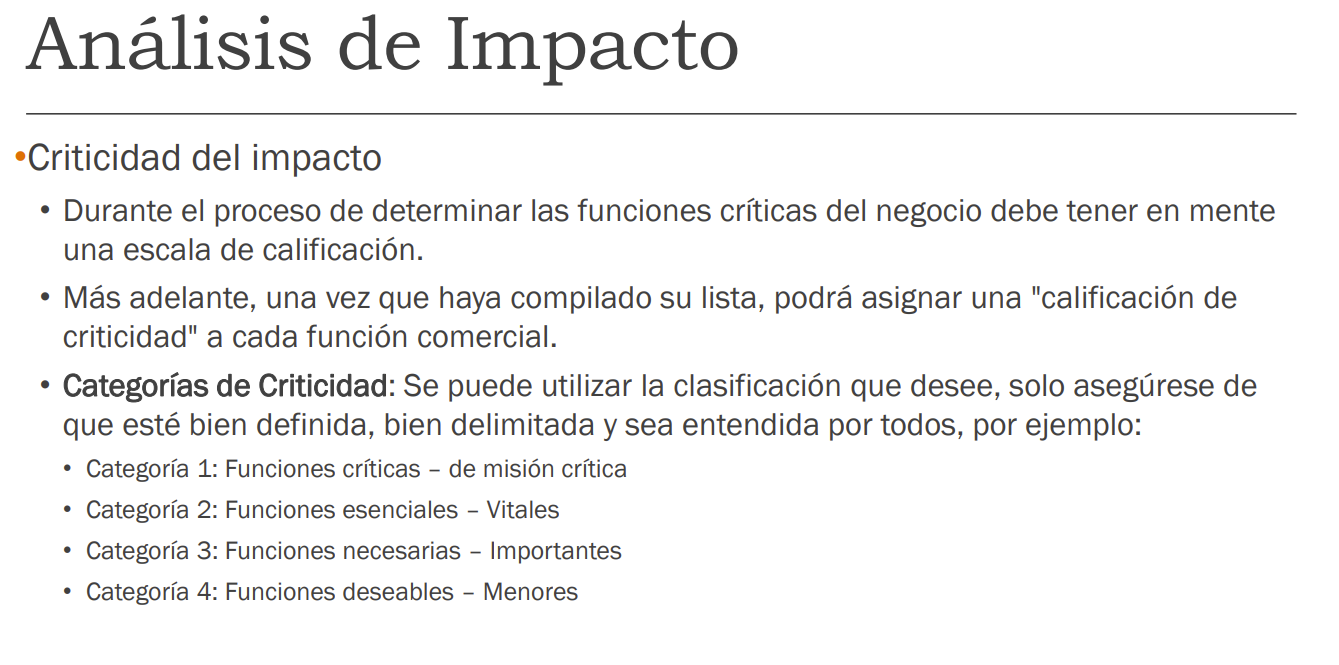 Análisis de Impacto
•Criticidad del impacto
• Durante el proceso de determinar las funciones críticas del negocio debe tener en mente
una escala de calificación.
• Más adelante, una vez que haya compilado su lista, podrá asignar una "calificación de
criticidad" a cada función comercial.
• Categorías de Criticidad: Se puede utilizar la clasificación que desee, solo asegúrese de
que esté bien definida, bien delimitada y sea entendida por todos, por ejemplo:
• Categoría 1: Funciones críticas – de misión crítica
• Categoría 2: Funciones esenciales – Vitales
• Categoría 3: Funciones necesarias – Importantes
• Categoría 4: Funciones deseables – Menores